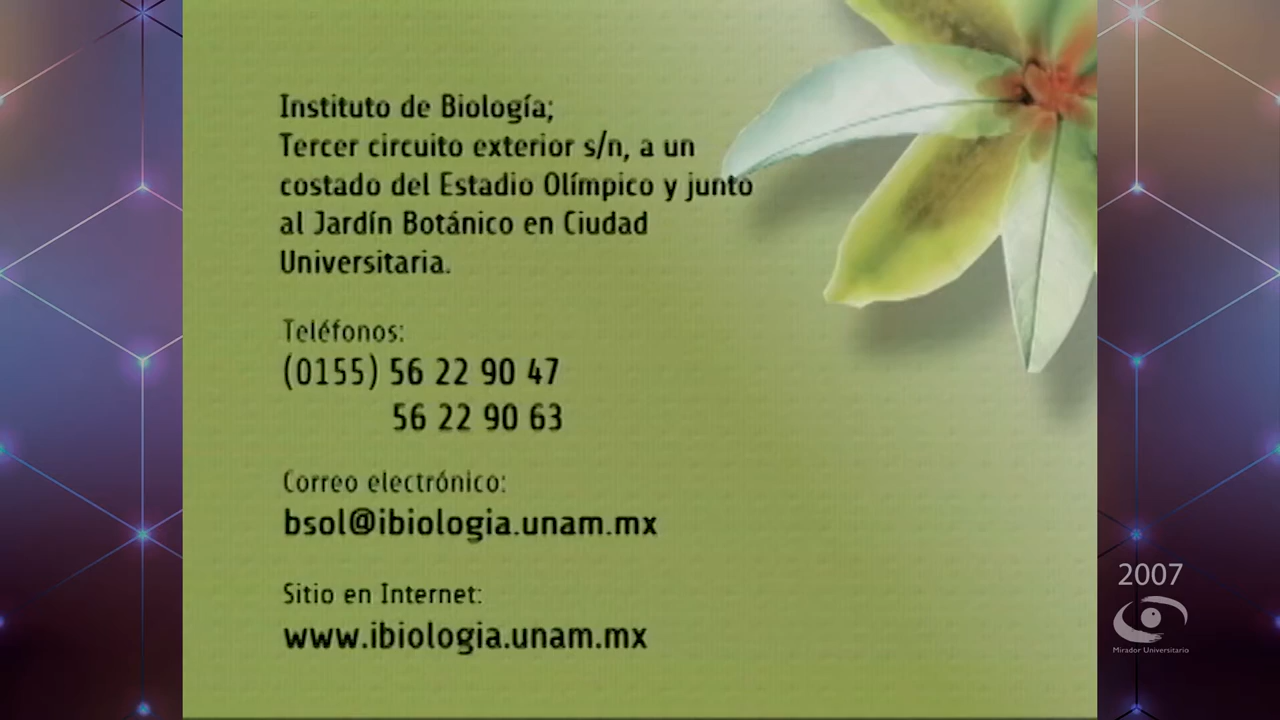 Instituto de Biología;
Tercer circuito exterior s/n, a un
costado del Estadio Olímpico y junto
al Jardín Botánico en Ciudad
Universitaria.
Teléfonos:
(0155) 56 22 90 47
56 22 90 63
Correo electrónico:
bsol@ibiologia.unam.mx
Sitio en Internet:
www.ibiologia.unam.mx
2007
Mirador Universitario